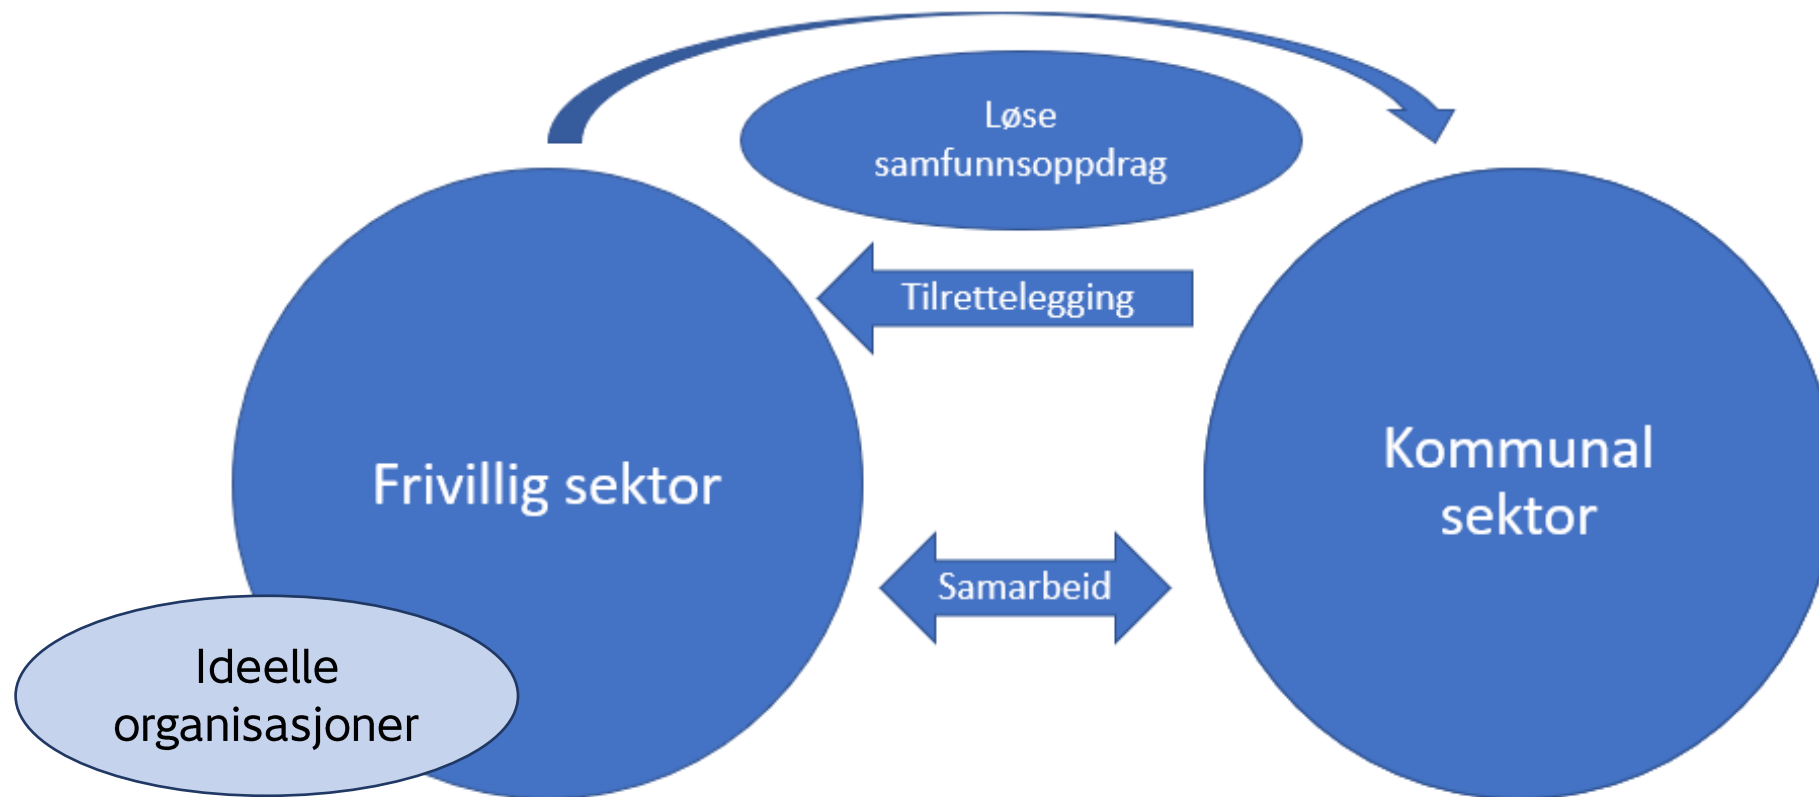 Løse
samfunnsoppdrag
Tilrettelegging
Frivillig sektor
Kommunal
sektor
Samarbeid
Ideelle
organisasjoner